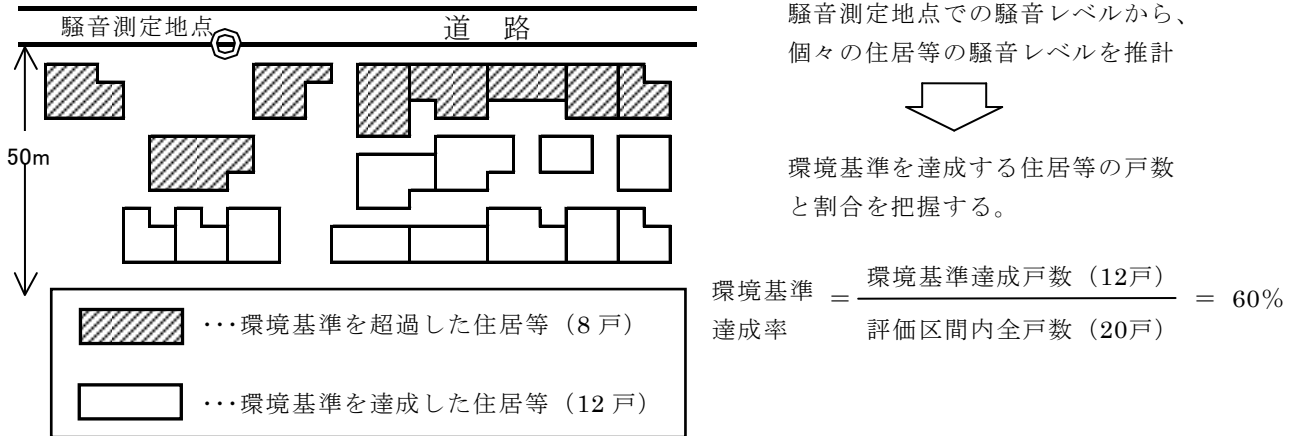 騒音測定地点
道　路
50m
･･･環境基準を超過した住居等（8 戸）
･･･環境基準を達成した住居等（12 戸）
騒音測定地点での騒音レベルから、
個々の住居等の騒音レベルを推計
環境基準を達成する住居等の戸数
と割合を把握する。
環境基準
達成率
＝
環境基準達成戸数（12戸）
評価区間内全戸数（20戸）
＝ 60%